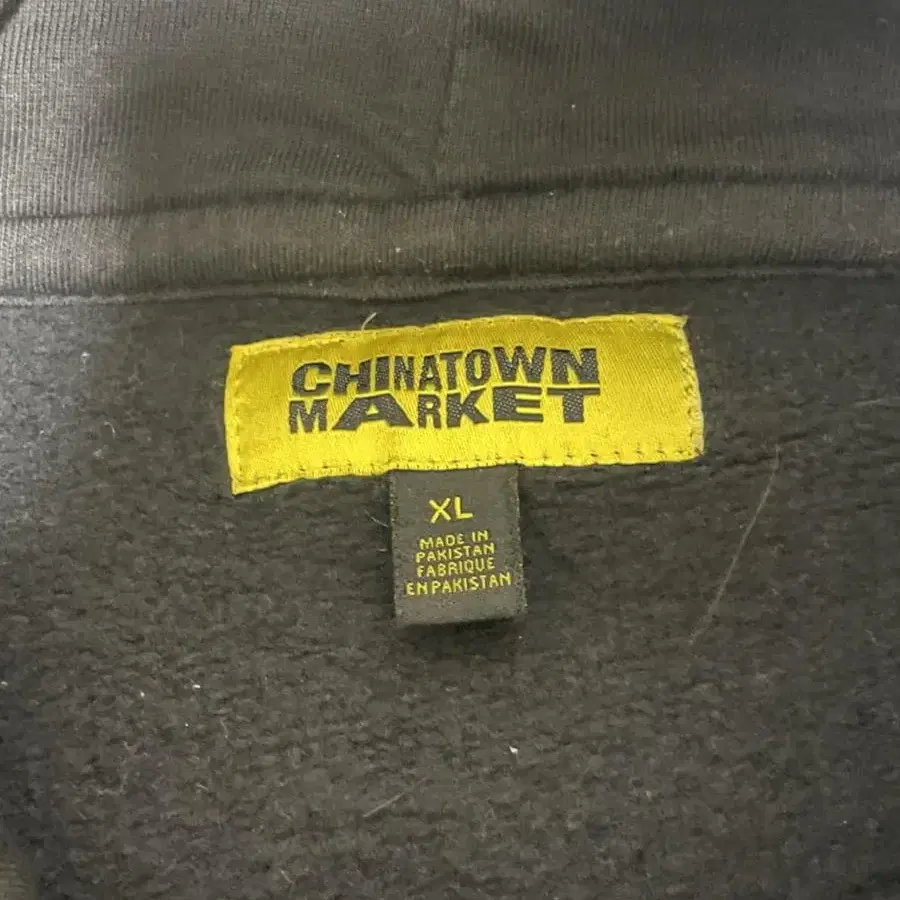 CHINATOWN
MARKET
XL
MADE IN
PAKISTAN
FABRIQUE
EN PAKISTAN